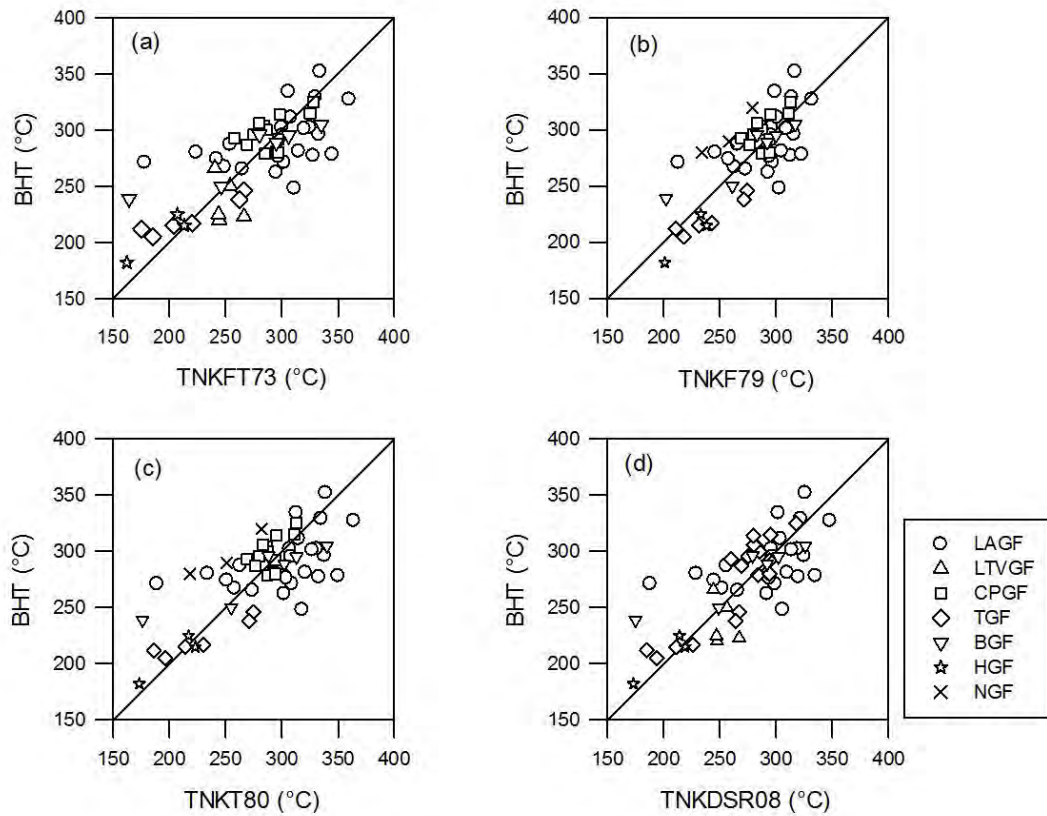 (a)
BHT (°C)
400
350
300
250
200
150
150 200 250 300 350 400
TNKFT73 (°C)
(b)
BHT (°C)
400
350
300
250
200
150
150 200 250 300 350 400
TNKF79 (°C)
(c)
BHT (°C)
400
350
300
250
200
150
150 200 250 300 350 400
TNKT80 (°C)
(d)
BHT (°C)
400
350
300
250
200
150
150 200 250 300 350 400
TNKDSR08 (°C)
LAGF
LTVGF
CPGF
TGF
BGF
HGF
NGF